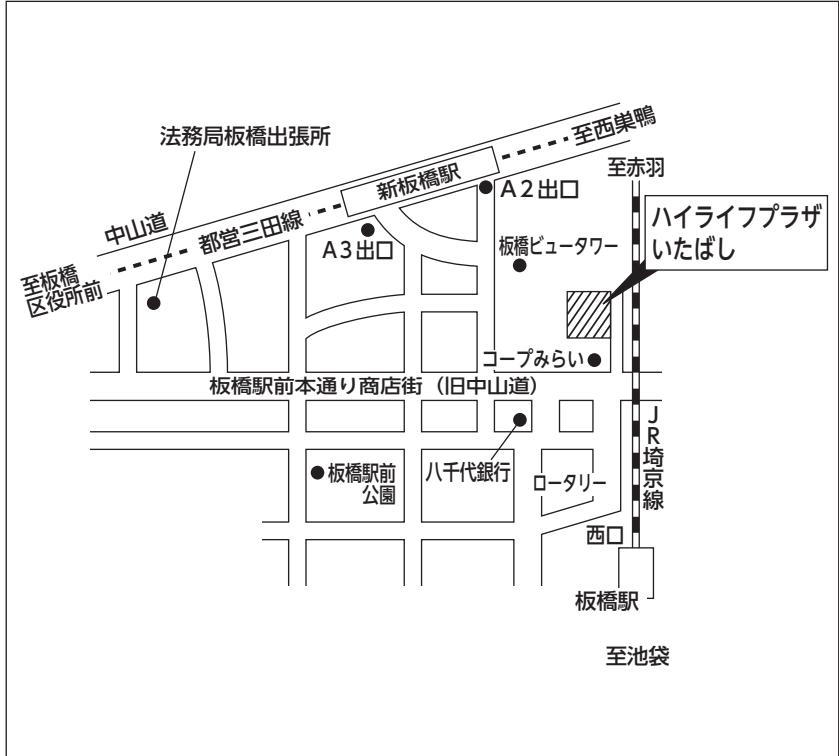 法務局板橋出張所
至西巣鴨
至赤羽
新板橋駅
A2出口
ハイライフプラザ
いたばし
中山道
都営三田線
A3出口
板橋ビュータワー
至板橋
区役所前
コープみらい
板橋駅前本通り商店街（旧中山道）
JR埼京線
板橋駅前
公園
八千代銀行
ロータリー
西口
板橋駅
至池袋